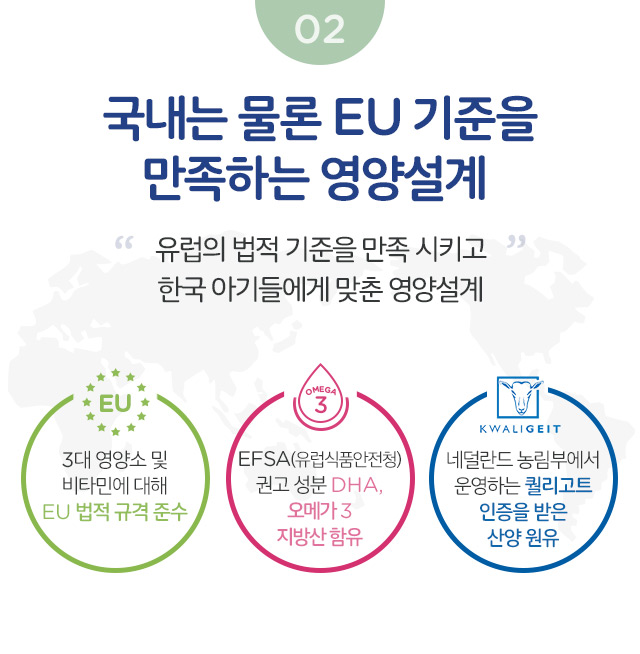 02
국내는 물론 EU 기준을
만족하는 영양설계
“ 유럽의 법적 기준을 만족 시키고 ”
한국 아기들에게 맞춘 영양설계
EU
3대 영양소 및
비타민에 대해
EU 법적 규격 준수
OMEGA
3
EFSA(유럽식품안전청)
권고 성분 DHA,
오메가 3
지방산 함유
KWALIGEIT
네덜란드 농림부에서
운영하는 퀄리고트
인증을 받은
산양 원유